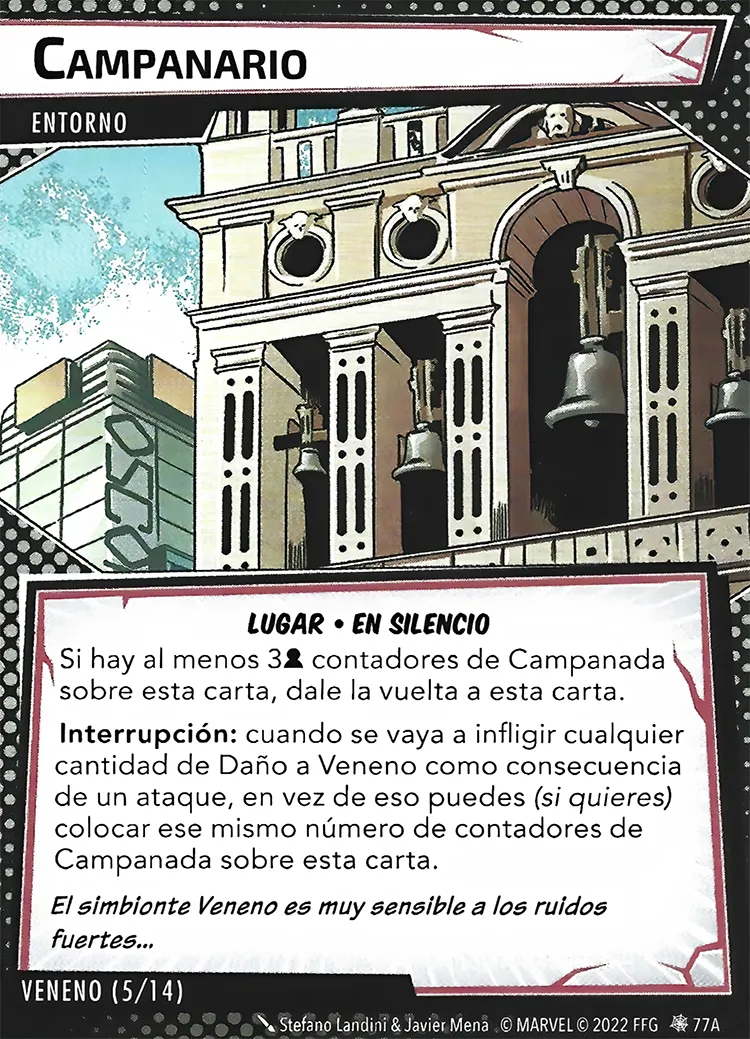 CAMPANARIO
ENTORNO
LUGAR • EN SILENCIO
Si hay al menos 3 contadores de Campanada
sobre esta carta, dale la vuelta a esta carta.
Interrupción: cuando se vaya a infligir cualquier
cantidad de Daño a Veneno como consecuencia
de un ataque, en vez de eso puedes (si quieres)
colocar ese mismo número de contadores de
Campanada sobre esta carta.
El simbionte Veneno es muy sensible a los ruidos
fuertes...
VENENO (5/14)
Stefano Landini & Javier Mena © MARVEL © 2022 FFG 77A